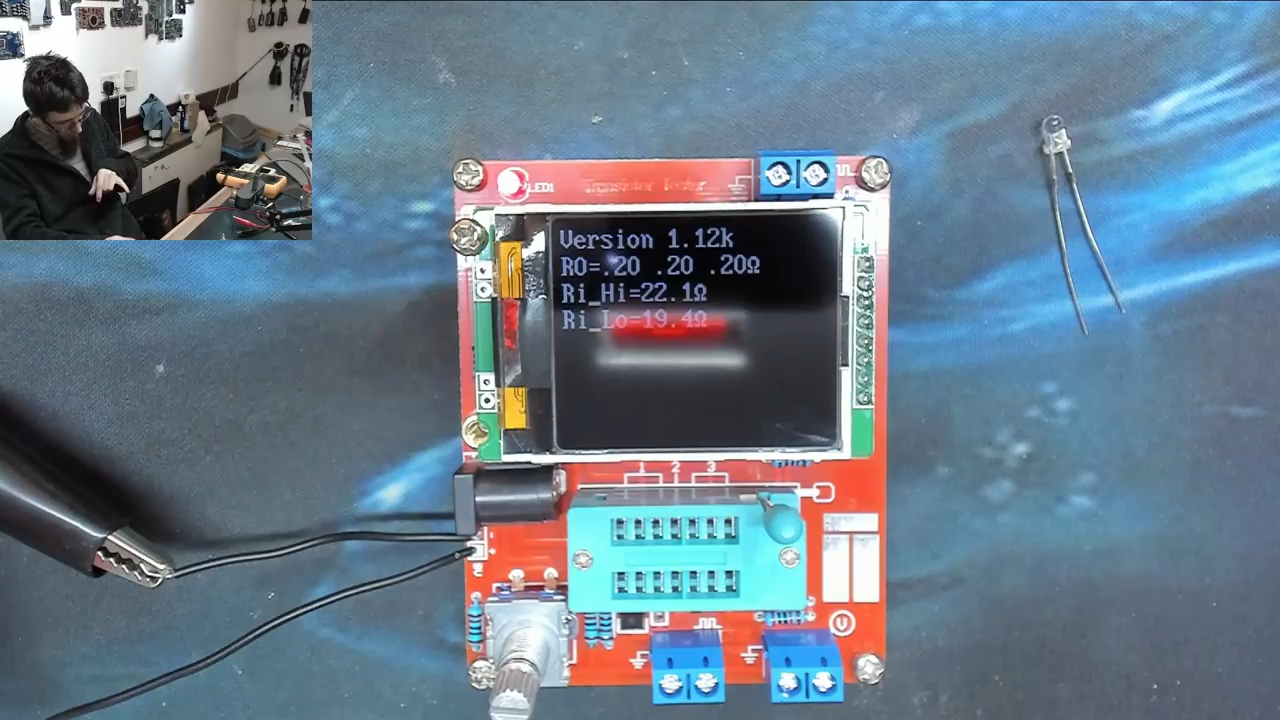 LED1
Transistor Tester
Version 1.12k
R0=.20 .20 .20Ω
Ri_Hi=22.1Ω
Ri_Lo=19.4Ω
1 2 3
V